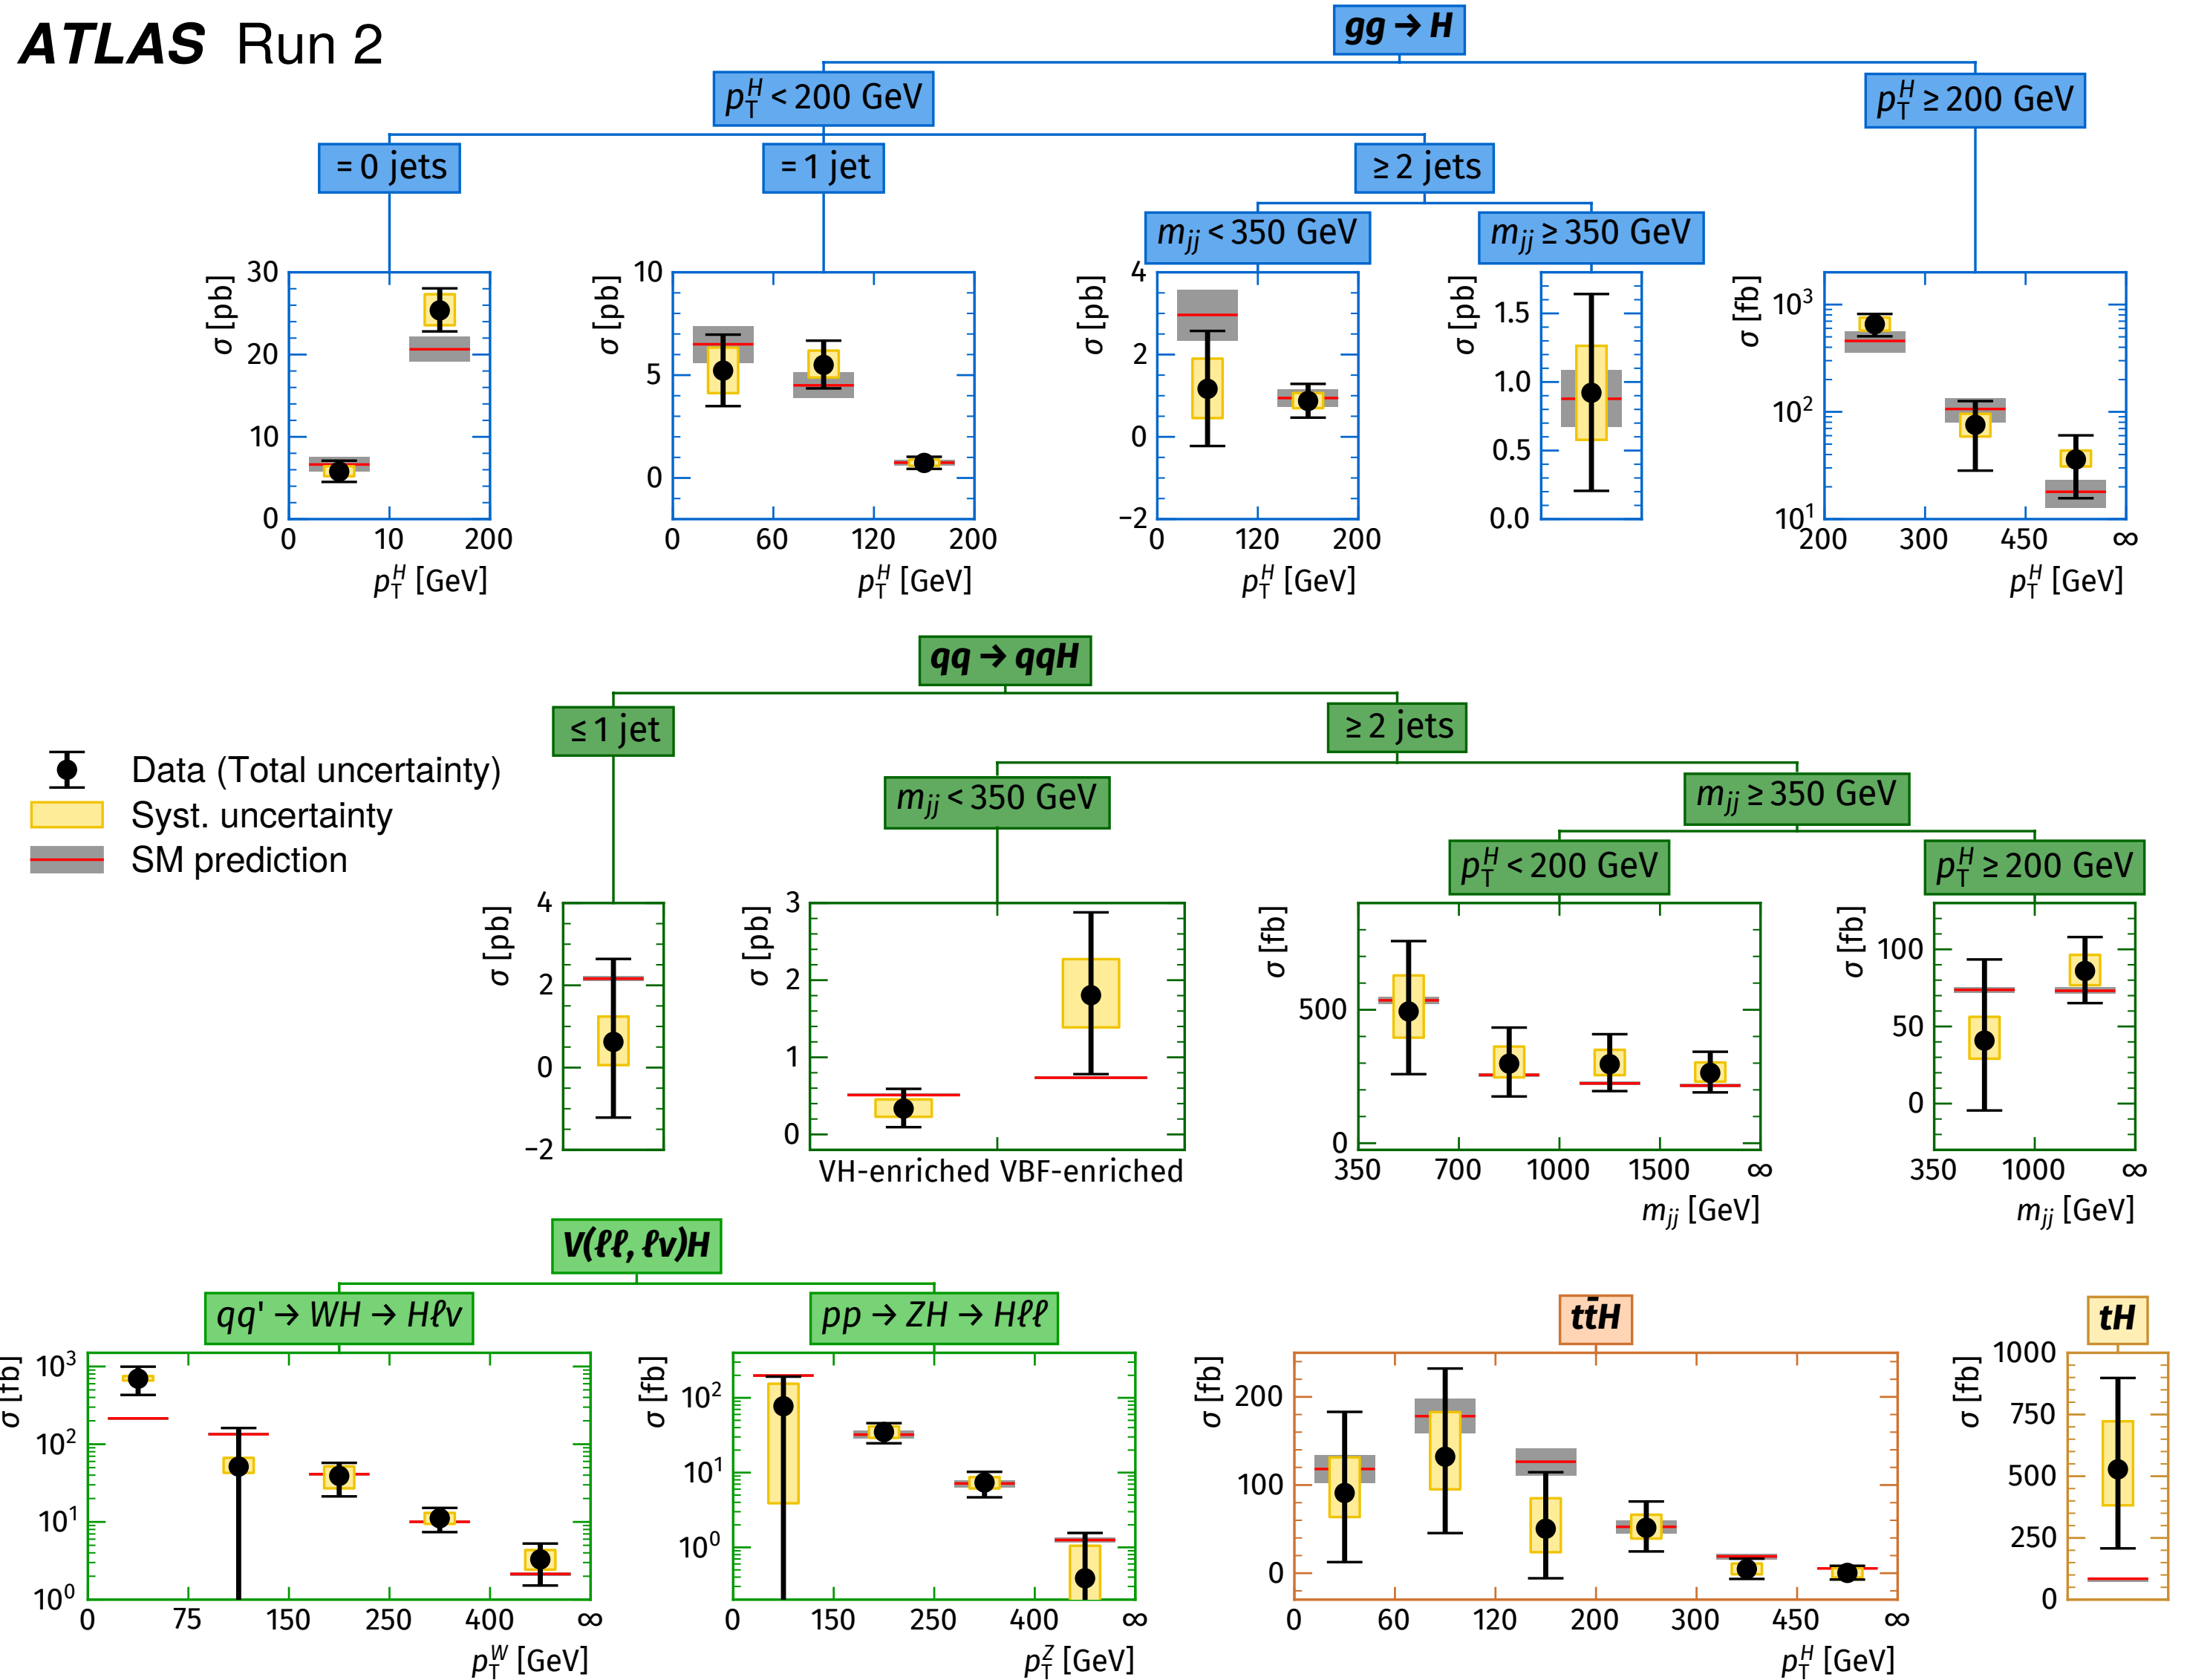 ATLAS Run 2
gg → H
p_T^H < 200 GeV
p_T^H ≥ 200 GeV
= 0 jets
= 1 jet
≥ 2 jets
m_jj < 350 GeV
m_jj ≥ 350 GeV
σ [pb]
30
20
10
0
0 10 200
p_T^H [GeV]
σ [pb]
10
5
0
0 60 120 200
p_T^H [GeV]
σ [pb]
4
2
0
−2
0 120 200
p_T^H [GeV]
σ [pb]
1.5
1.0
0.5
0.0
σ [fb]
10^3
10^2
10^1
200 300 450 ∞
p_T^H [GeV]
qq → qqH
≤ 1 jet
≥ 2 jets
m_jj < 350 GeV
m_jj ≥ 350 GeV
p_T^H < 200 GeV
p_T^H ≥ 200 GeV
Data (Total uncertainty)
Syst. uncertainty
SM prediction
σ [pb]
4
2
0
−2
σ [pb]
3
2
1
0
VH-enriched VBF-enriched
σ [fb]
500
0
350 700 1000 1500 ∞
m_jj [GeV]
σ [fb]
100
50
0
350 1000 ∞
m_jj [GeV]
V(ℓℓ, ℓν)H
qq' → WH → Hℓν
pp → ZH → Hℓℓ
tt̄H
tH
σ [fb]
10^3
10^2
10^1
10^0
0 75 150 250 400 ∞
p_T^W [GeV]
σ [fb]
10^2
10^1
10^0
0 150 250 400 ∞
p_T^Z [GeV]
σ [fb]
200
100
0
0 60 120 200 300 450 ∞
p_T^H [GeV]
σ [fb]
1000
750
500
250
0